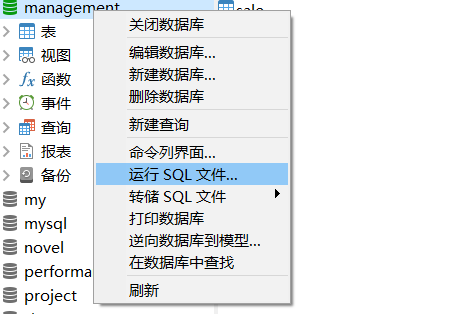 management
表
视图
函数
事件
查询
报表
备份
my
mysql
novel
performa
project
关闭数据库
编辑数据库...
新建数据库...
删除数据库
新建查询
命令列界面...
运行 SQL 文件...
转储 SQL 文件
打印数据库
逆向数据库到模型...
在数据库中查找
刷新